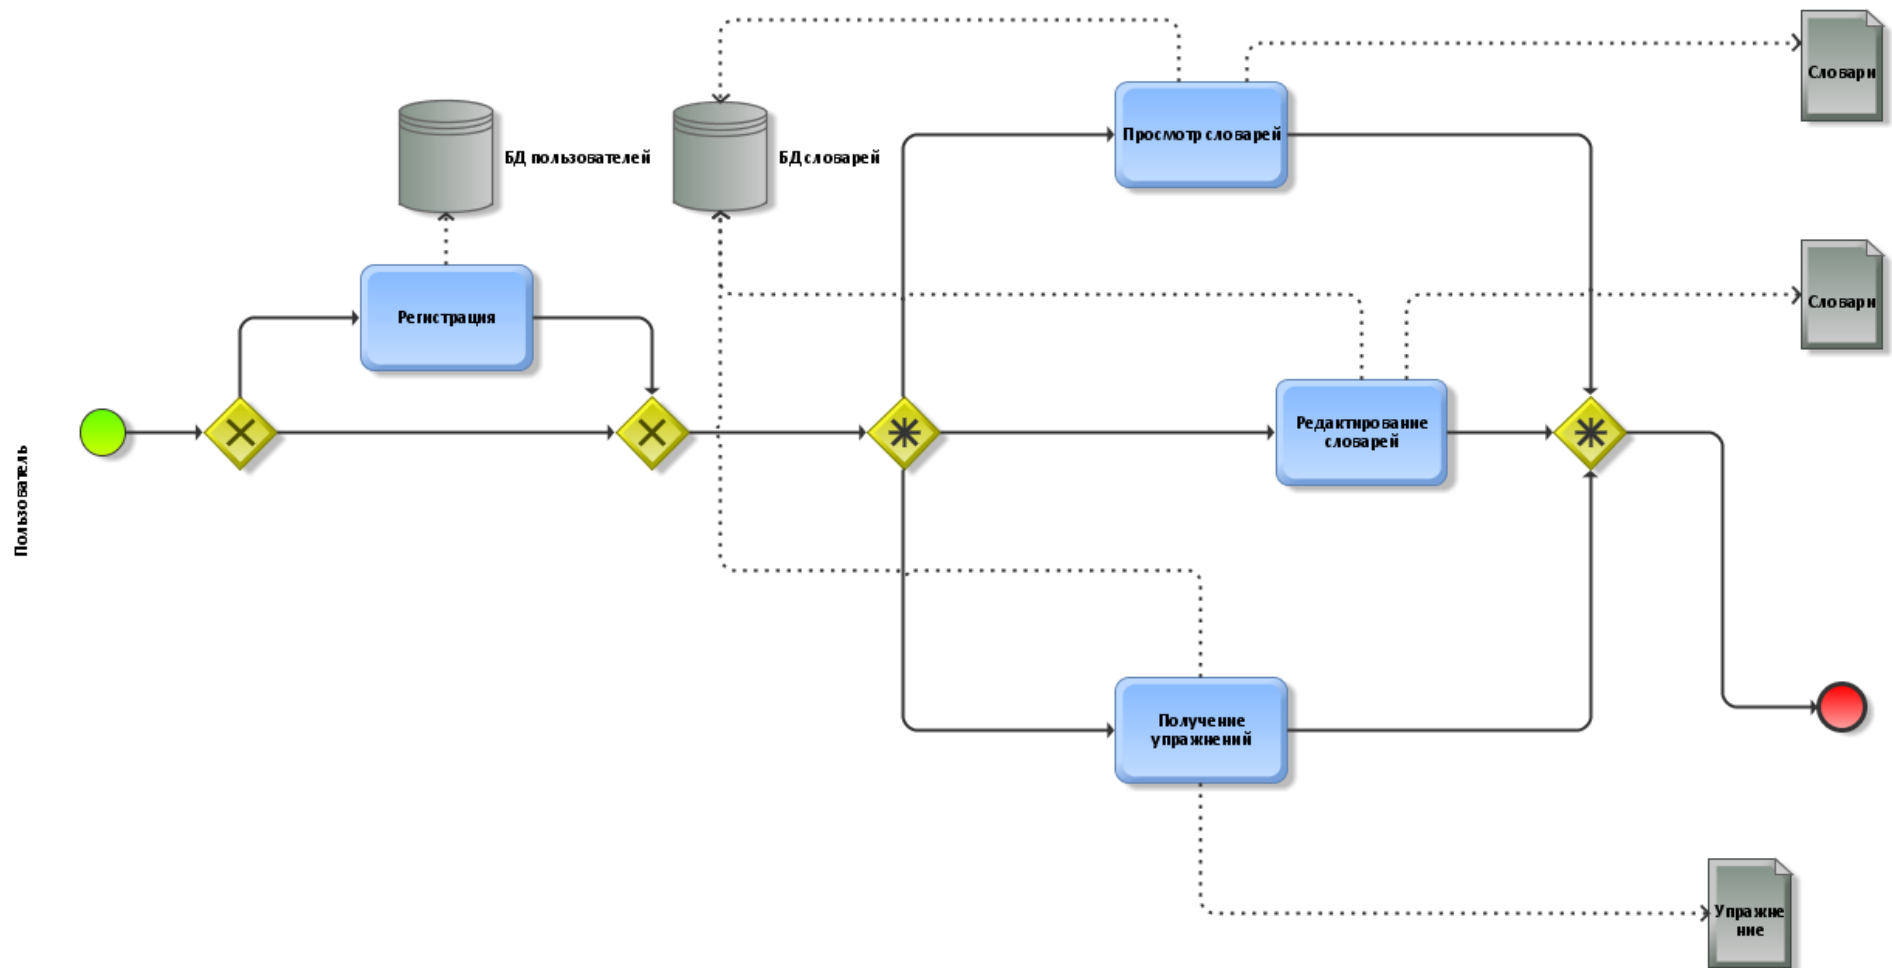 Словари
БД пользователей
БД словарей
Просмотр словарей
Словари
Регистрация
Редактирование
словарей
Пользователь
Получение
упражнений
Упражне
ние